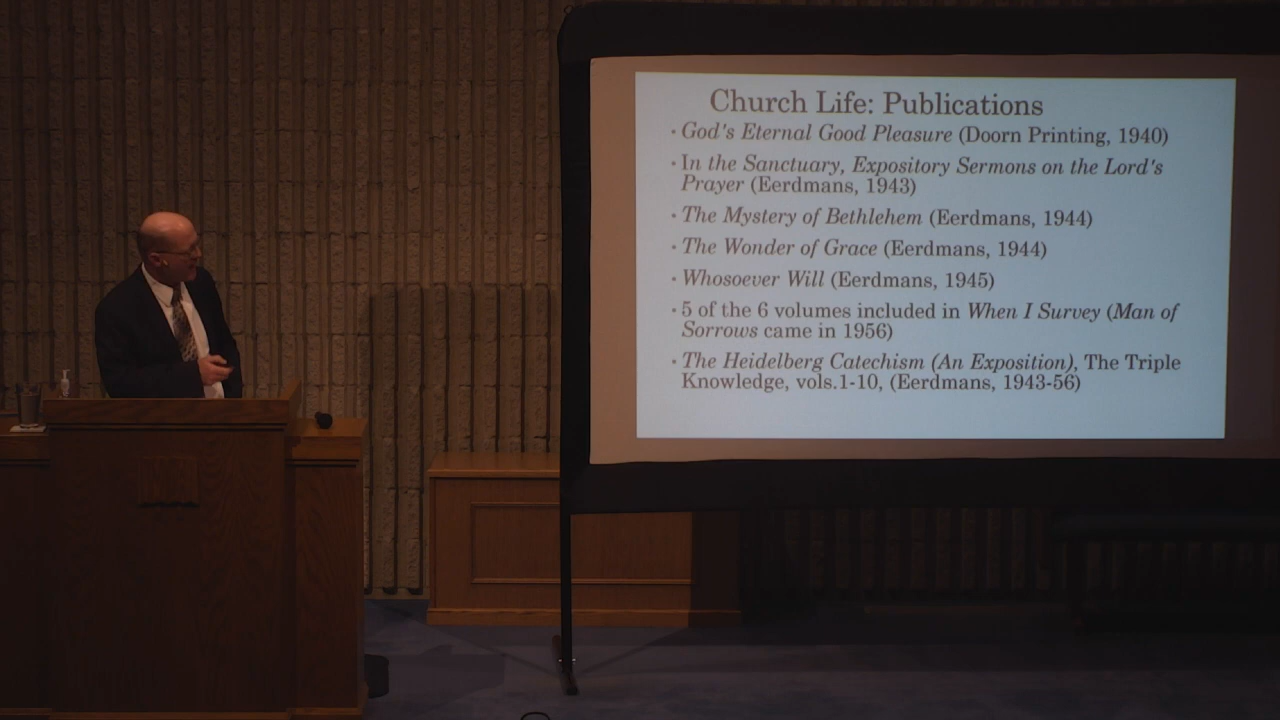 Church Life: Publications
• God's Eternal Good Pleasure (Doorn Printing, 1940)
• In the Sanctuary, Expository Sermons on the Lord's
Prayer (Eerdmans, 1943)
• The Mystery of Bethlehem (Eerdmans, 1944)
• The Wonder of Grace (Eerdmans, 1944)
• Whosoever Will (Eerdmans, 1945)
• 5 of the 6 volumes included in When I Survey (Man of
Sorrows came in 1956)
• The Heidelberg Catechism (An Exposition), The Triple
Knowledge, vols.1-10, (Eerdmans, 1943-56)